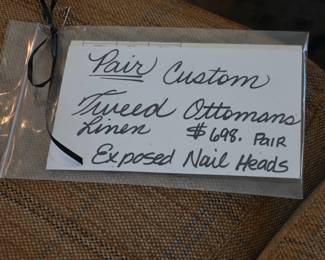 Pair Custom
Tweed Ottomans
Linen $698. Pair
Exposed Nail Heads